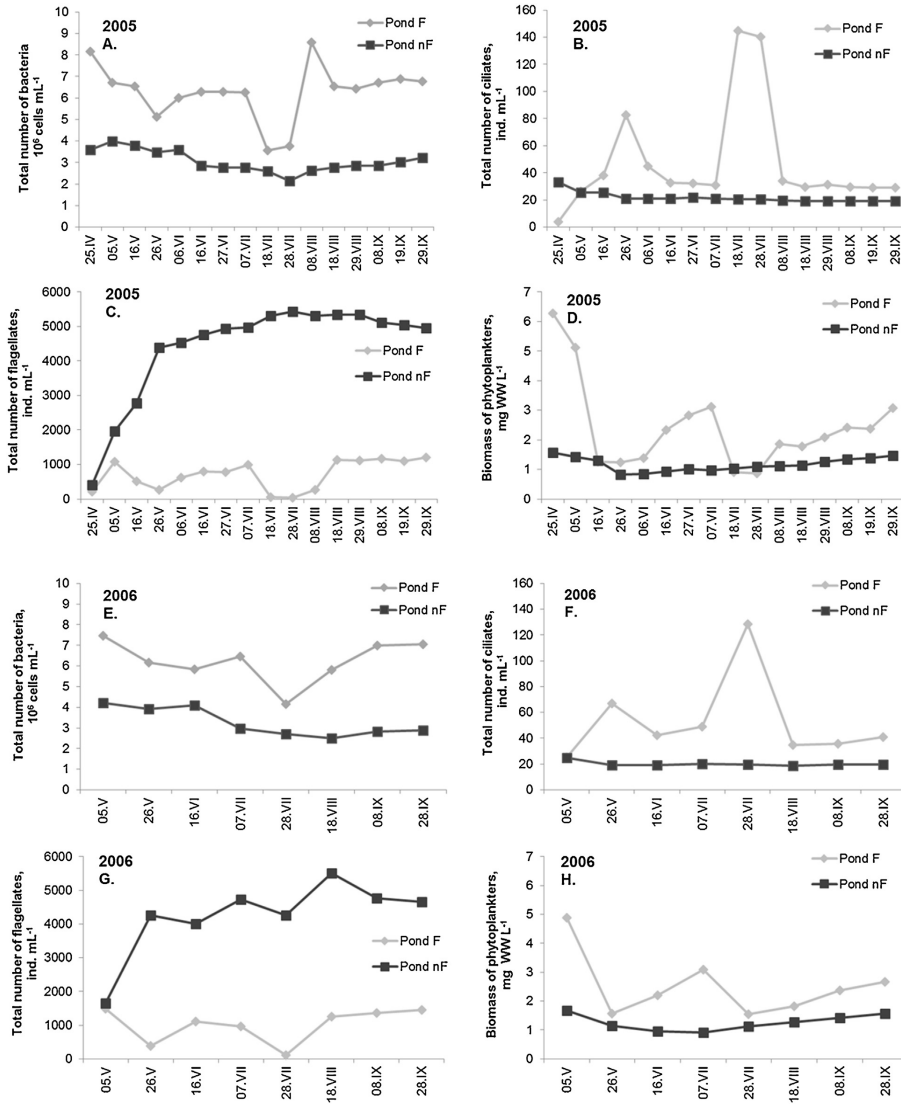 2005
A.
Total number of bacteria
10⁶ cells mL⁻¹
10
9
8
7
6
5
4
3
2
1
0
Pond F
Pond nF
25.IV
05.V
16.V
26.V
06.VI
16.VI
27.VI
07.VII
18.VII
28.VII
08.VIII
18.VIII
29.VIII
08.IX
19.IX
29.IX
2005
B.
Total number of ciliates,
ind. mL⁻¹
160
140
120
100
80
60
40
20
0
Pond F
Pond nF
25.IV
05.V
16.V
26.V
06.VI
16.VI
27.VI
07.VII
18.VII
28.VII
08.VIII
18.VIII
29.VIII
08.IX
19.IX
29.IX
2005
C.
Total number of flagellates,
ind. mL⁻¹
6000
5000
4000
3000
2000
1000
0
Pond F
Pond nF
25.IV
05.V
16.V
26.V
06.VI
16.VI
27.VI
07.VII
18.VII
28.VII
08.VIII
18.VIII
29.VIII
08.IX
19.IX
29.IX
2005
D.
Biomass of phytoplankters,
mg WW L⁻¹
7
6
5
4
3
2
1
0
Pond F
Pond nF
25.IV
05.V
16.V
26.V
06.VI
16.VI
27.VI
07.VII
18.VII
28.VII
08.VIII
18.VIII
29.VIII
08.IX
19.IX
29.IX
2006
E.
Total number of bacteria,
10⁶ cells mL⁻¹
10
9
8
7
6
5
4
3
2
1
0
Pond F
Pond nF
05.V
26.V
16.VI
07.VII
28.VII
18.VIII
08.IX
28.IX
2006
F.
Total number of ciliates,
ind. mL⁻¹
160
140
120
100
80
60
40
20
0
Pond F
Pond nF
05.V
26.V
16.VI
07.VII
28.VII
18.VIII
08.IX
28.IX
2006
G.
Total number of flagellates,
ind. mL⁻¹
6000
5000
4000
3000
2000
1000
0
Pond F
Pond nF
05.V
26.V
16.VI
07.VII
28.VII
18.VIII
08.IX
28.IX
2006
H.
Biomass of phytoplankters,
mg WW L⁻¹
7
6
5
4
3
2
1
0
Pond F
Pond nF
05.V
26.V
16.VI
07.VII
28.VII
18.VIII
08.IX
28.IX